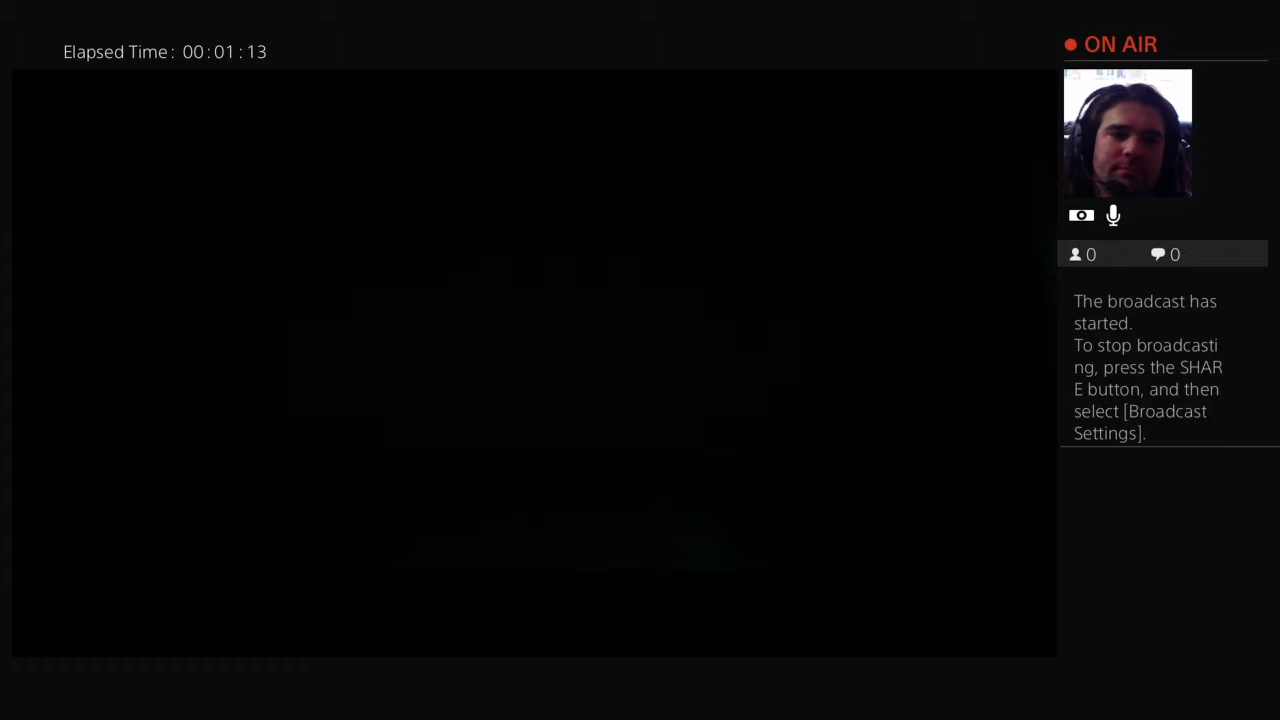 Elapsed Time: 00:01:13
ON AIR
0 0
The broadcast has
started.
To stop broadcasti
ng, press the SHAR
E button, and then
select [Broadcast
Settings].